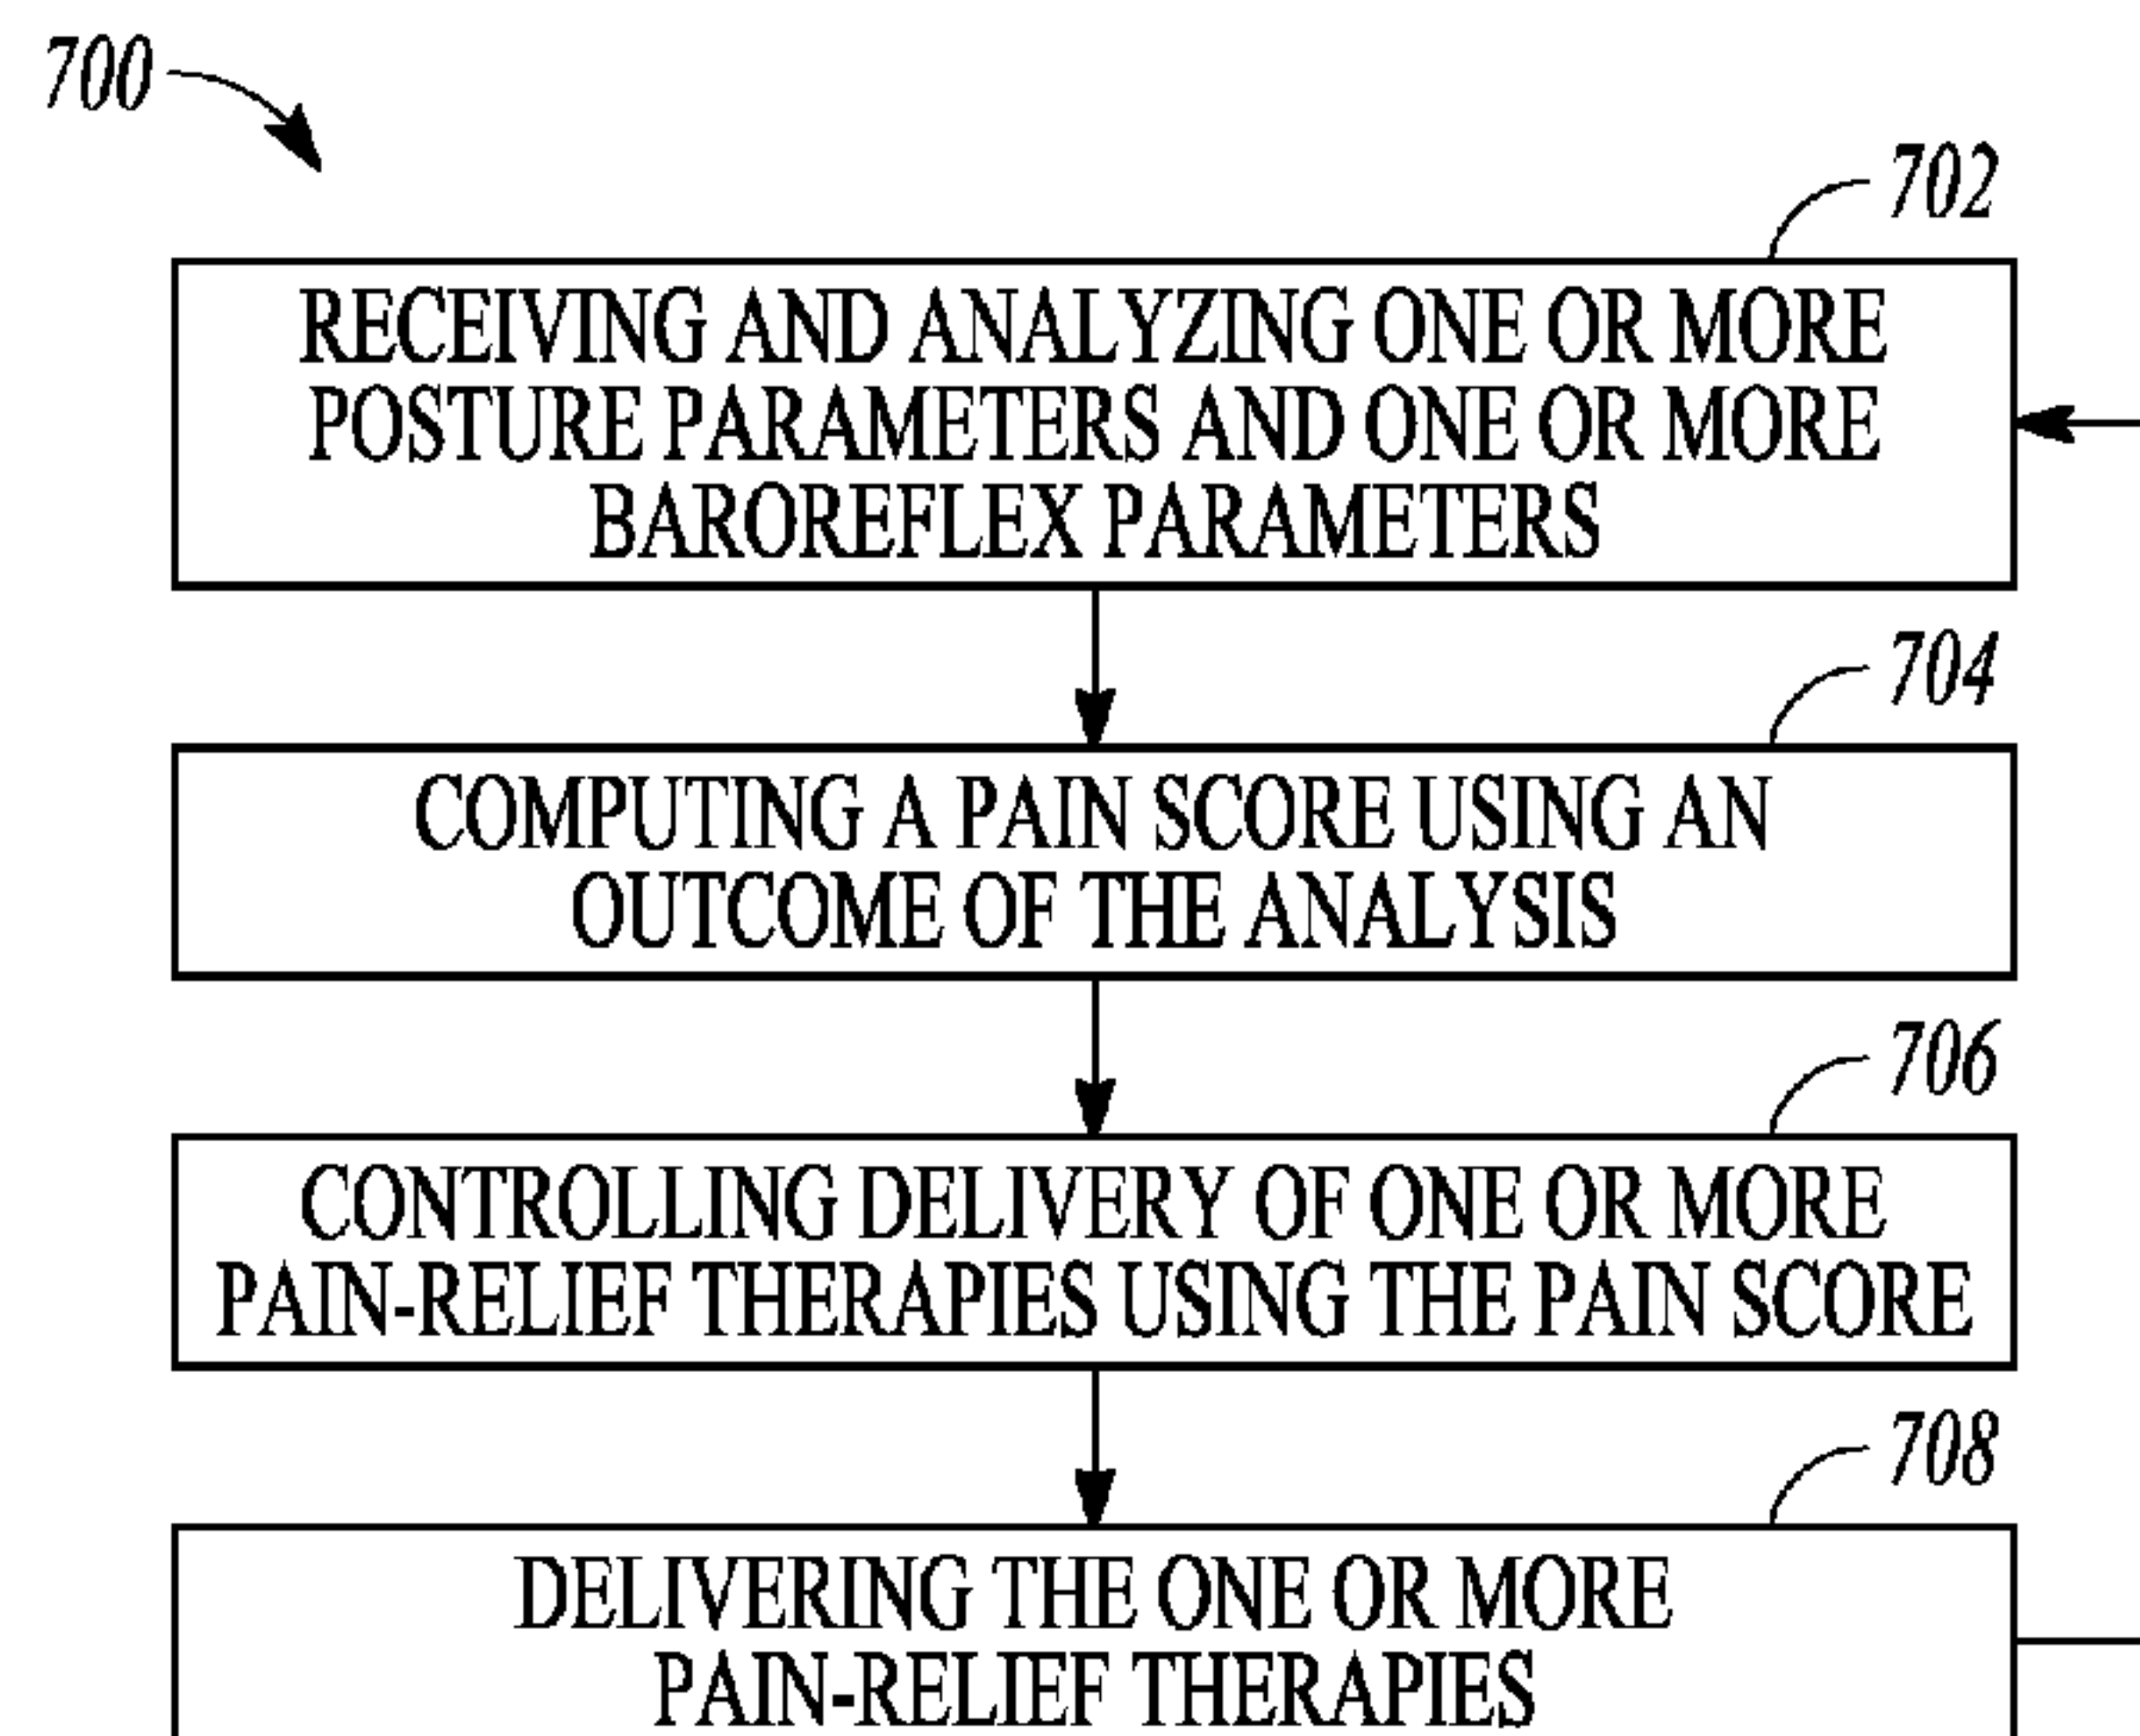 700
702
RECEIVING AND ANALYZING ONE OR MORE
POSTURE PARAMETERS AND ONE OR MORE
BAROREFLEX PARAMETERS
704
COMPUTING A PAIN SCORE USING AN
OUTCOME OF THE ANALYSIS
706
CONTROLLING DELIVERY OF ONE OR MORE
PAIN-RELIEF THERAPIES USING THE PAIN SCORE
708
DELIVERING THE ONE OR MORE
PAIN-RELIEF THERAPIES